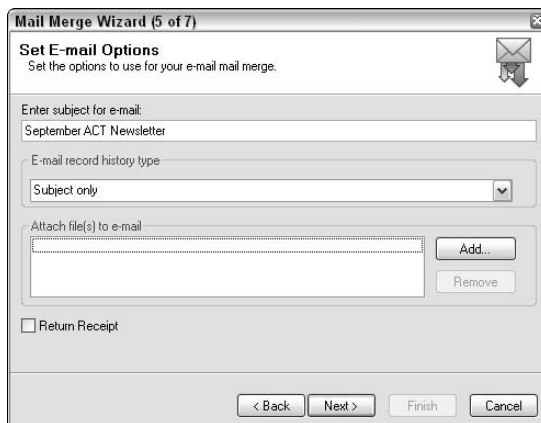 Mail Merge Wizard (5 of 7)
Set E-mail Options
Set the options to use for your e-mail mail merge.
Enter subject for e-mail:
September ACT Newsletter
E-mail record history type
Subject only
Attach file(s) to e-mail
Add...
Remove
Return Receipt
< Back Next > Finish Cancel